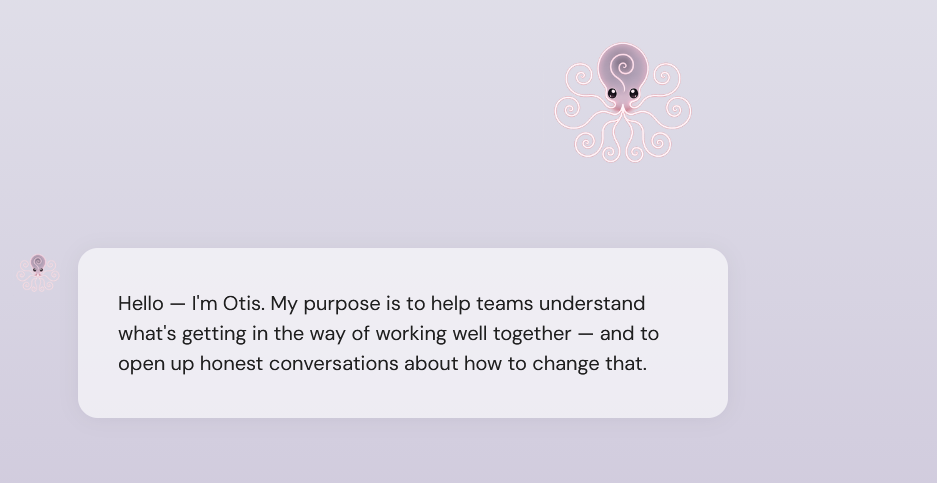 Hello — I'm Otis. My purpose is to help teams understand
what's getting in the way of working well together — and to
open up honest conversations about how to change that.